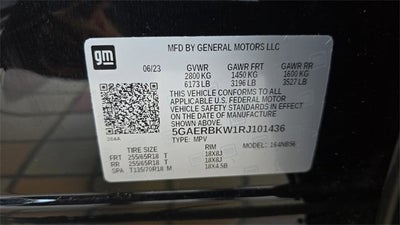 gm
MFD BY GENERAL MOTORS LLC
06/23 GVWR GAWR FRT GAWR RR
2800 KG 1450 KG 1600 KG
6173 LB 3196 LB 3527 LB
THIS VEHICLE CONFORMS TO ALL
APPLICABLE U.S. FEDERAL MOTOR
VEHICLE SAFETY STANDARDS IN
EFFECT ON THE DATE OF
MANUFACTURE SHOWN ABOVE.
5GAERBKW1RJ101436
TYPE: MPV MODEL:
TIRE SIZE RIM
FRT 255/65R18 T 18X8J
RR 255/65R18 T 18X8J
SPA T135/70R18 M 18X4.5B